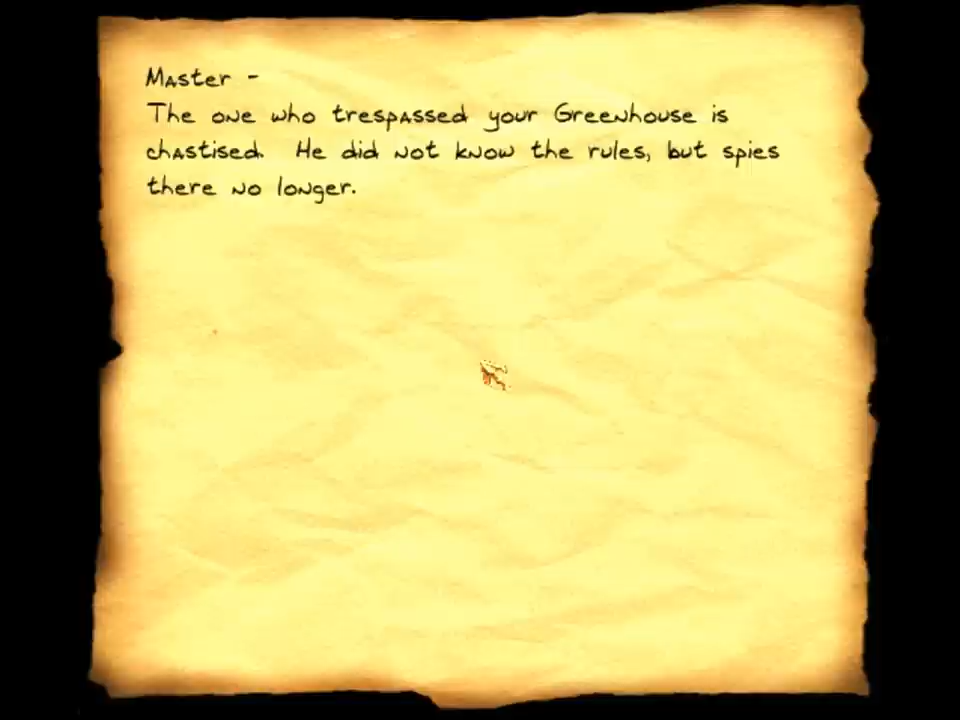 Master -
The one who trespassed your Greenhouse is
chastised.  He did not know the rules, but spies
there no longer.